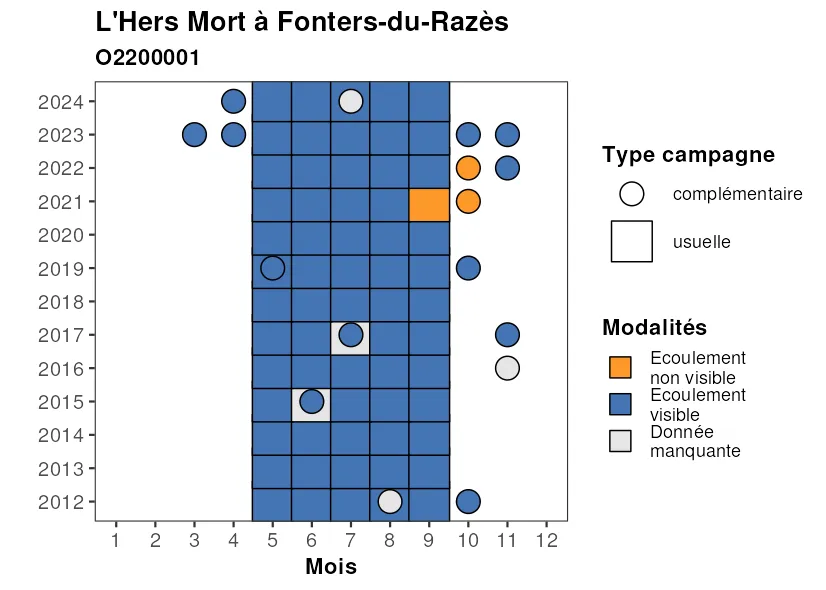 L'Hers Mort à Fonters-du-Razès
O2200001
2024
2023
2022
2021
2020
2019
2018
2017
2016
2015
2014
2013
2012
1 2 3 4 5 6 7 8 9 10 11 12
Mois
Type campagne
complémentaire
usuelle
Modalités
Ecoulement
non visible
Ecoulement
visible
Donnée
manquante